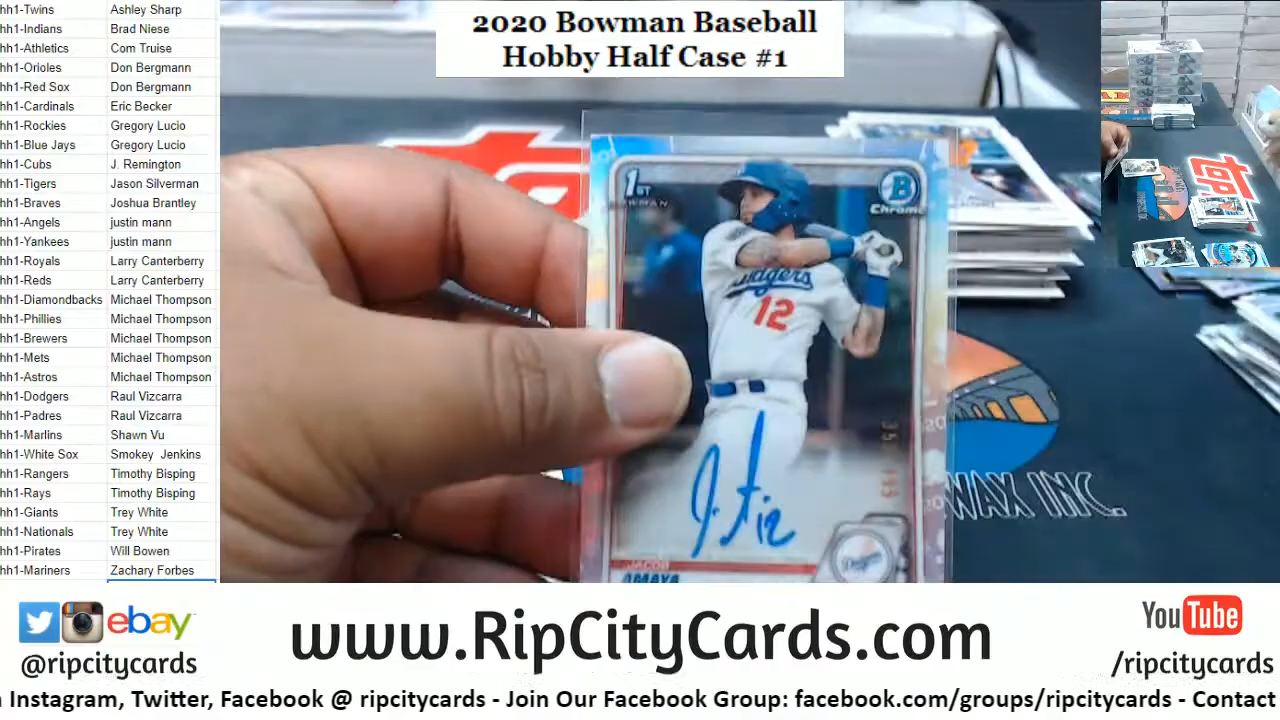 2020 Bowman Baseball
Hobby Half Case #1
hh1-Twins Ashley Sharp
hh1-Indians Brad Niese
hh1-Athletics Com Truise
hh1-Orioles Don Bergmann
hh1-Red Sox Don Bergmann
hh1-Cardinals Eric Becker
hh1-Rockies Gregory Lucio
hh1-Blue Jays Gregory Lucio
hh1-Cubs J. Remington
hh1-Tigers Jason Silverman
hh1-Braves Joshua Brantley
hh1-Angels justin mann
hh1-Yankees justin mann
hh1-Royals Larry Canterberry
hh1-Reds Larry Canterberry
hh1-Diamondbacks Michael Thompson
hh1-Phillies Michael Thompson
hh1-Brewers Michael Thompson
hh1-Mets Michael Thompson
hh1-Astros Michael Thompson
hh1-Dodgers Raul Vizcarra
hh1-Padres Raul Vizcarra
hh1-Marlins Shawn Vu
hh1-White Sox Smokey Jenkins
hh1-Rangers Timothy Bisping
hh1-Rays Timothy Bisping
hh1-Giants Trey White
hh1-Nationals Trey White
hh1-Pirates Will Bowen
hh1-Mariners Zachary Forbes
1ST
BOWMAN
B
Chrome
Dodgers
12
JACOB
AMAYA
WAX INC.
ebay
@ripcitycards
www.RipCityCards.com
YouTube
/ripcitycards
Instagram, Twitter, Facebook @ ripcitycards - Join Our Facebook Group: facebook.com/groups/ripcitycards - Contact